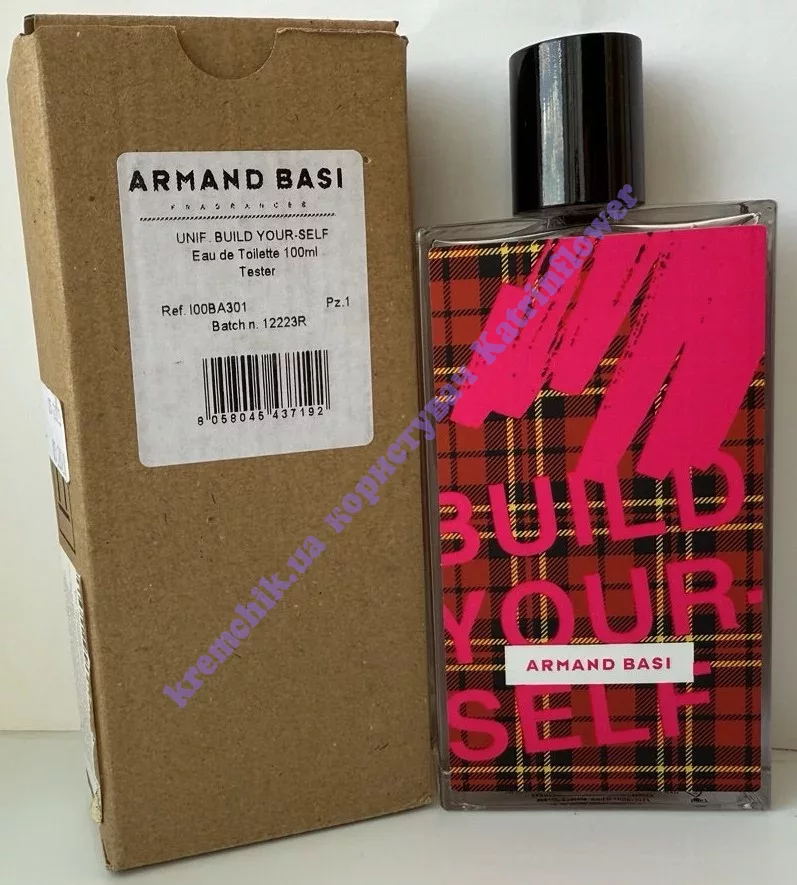 ARMAND BASI
FRAGRANCES
UNIF. BUILD YOUR-SELF
Eau de Toilette 100ml
Tester
Ref. I00BA301 Pz.1
Batch n. 12223R
8 058045 437192
BUILD
YOUR-
SELF
ARMAND BASI
kremchik.ua користувач Katrinflower